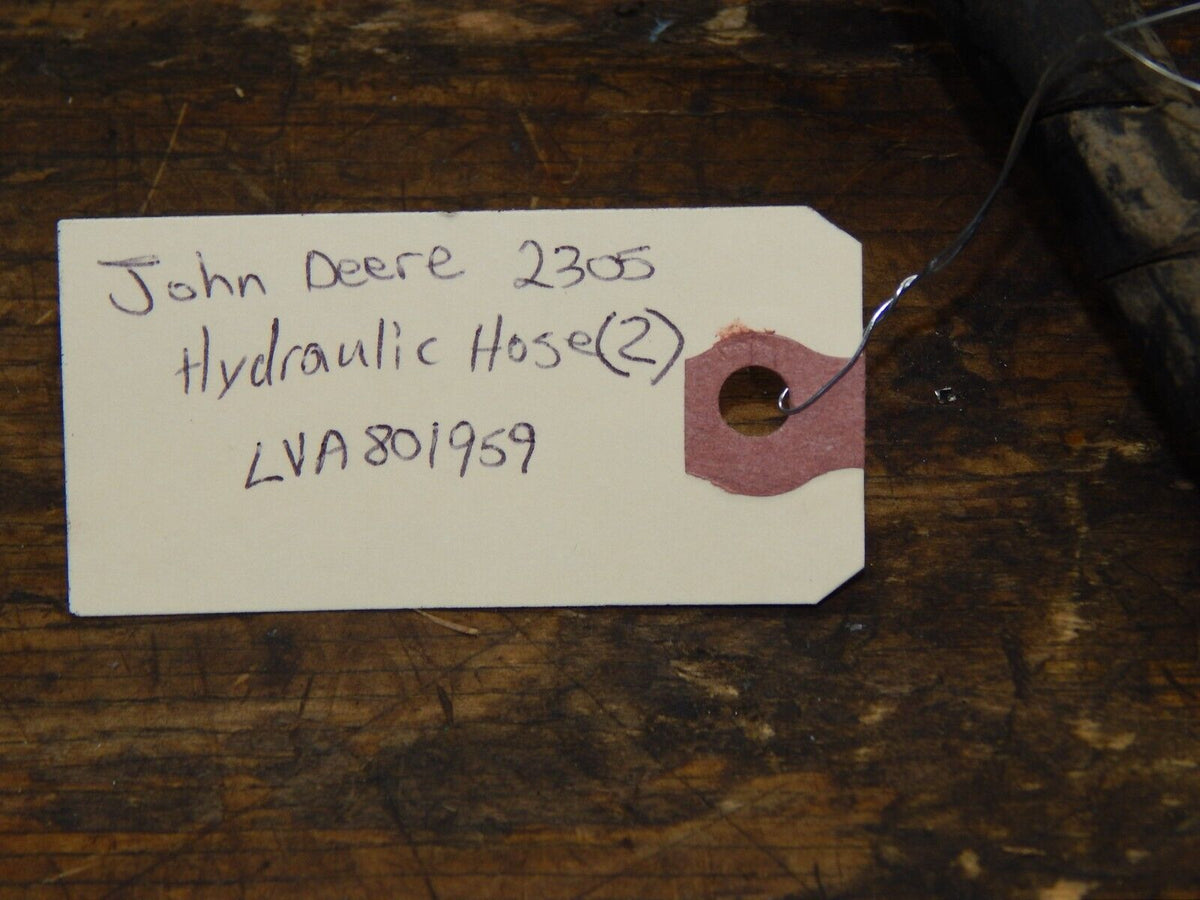 John Deere 2305
Hydraulic Hose(2)
LVA801959